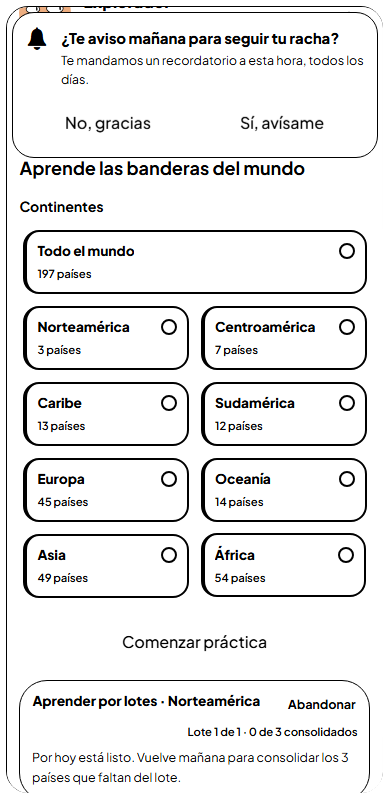 ¿Te aviso mañana para seguir tu racha?
Te mandamos un recordatorio a esta hora, todos los
días.
No, gracias
Sí, avísame
Aprende las banderas del mundo
Continentes
Todo el mundo
197 países
Norteamérica
3 países
Centroamérica
7 países
Caribe
13 países
Sudamérica
12 países
Europa
45 países
Oceanía
14 países
Asia
49 países
África
54 países
Comenzar práctica
Aprender por lotes · Norteamérica
Abandonar
Lote 1 de 1 · 0 de 3 consolidados
Por hoy está listo. Vuelve mañana para consolidar los 3
países que faltan del lote.